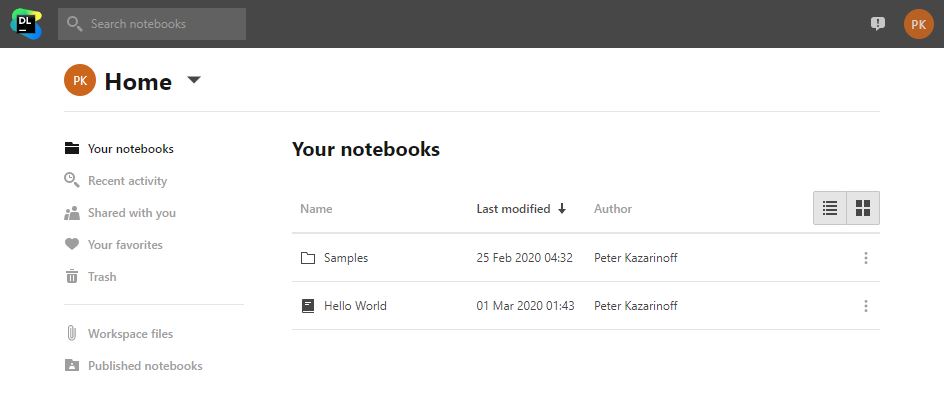 DL
Search notebooks
PK
PK Home
Your notebooks
Recent activity
Shared with you
Your favorites
Trash
Workspace files
Published notebooks
Your notebooks
Name Last modified Author
Samples 25 Feb 2020 04:32 Peter Kazarinoff
Hello World 01 Mar 2020 01:43 Peter Kazarinoff